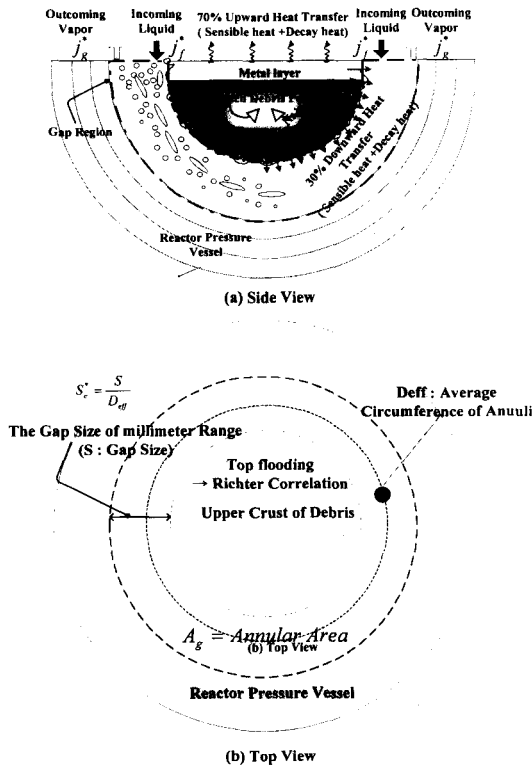 Outcoming Vapor
Incoming Liquid
70% Upward Heat Transfer
( Sensible heat +Decay heat)
Incoming Liquid
Outcoming Vapor
j*g
j*f
j*f
j*g
Metal layer
Gap Region
30% Downward Heat
Transfer
( Sensible heat +Decay heat)
Reactor Pressure
Vessel
(a) Side View
S*e = S / Deff
Deff : Average
Circumference of Anuuli
The Gap Size of millimeter Range
(S : Gap Size)
Top flooding
→ Richter Correlation
Upper Crust of Debris
Ag = Annular Area
(b) Top View
Reactor Pressure Vessel
(b) Top View